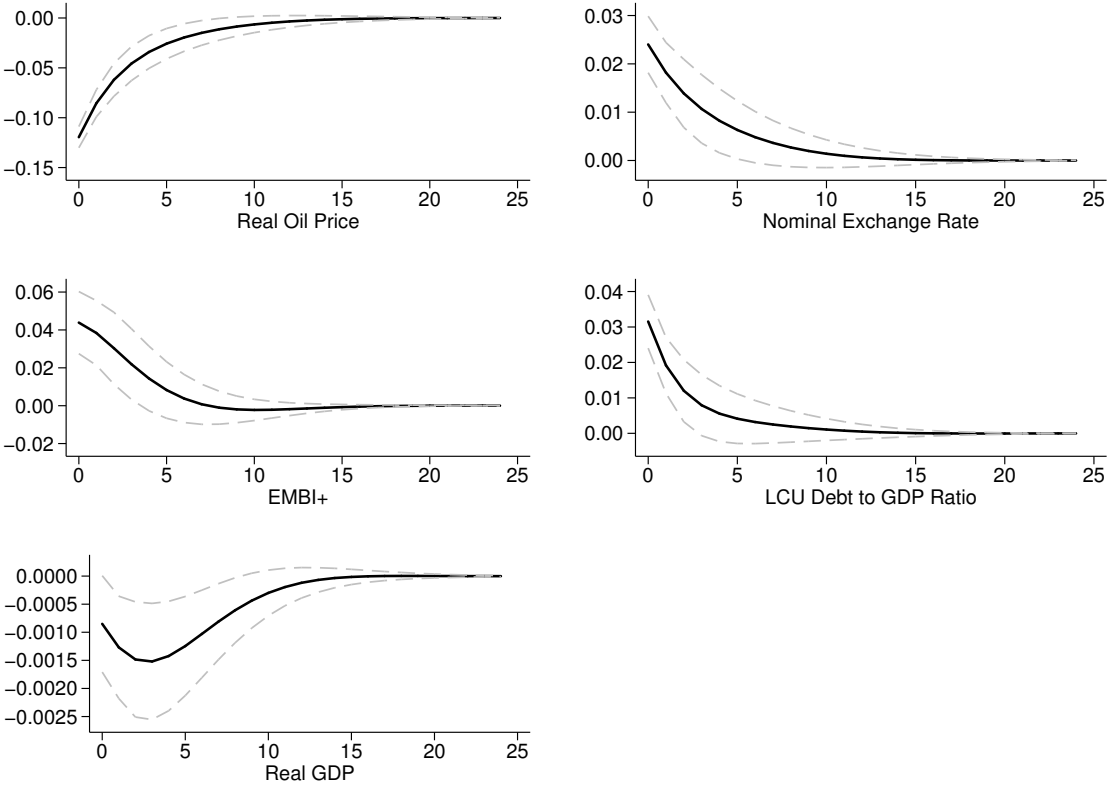 0.00
−0.05
−0.10
−0.15
0 5 10 15 20 25
Real Oil Price
0.03
0.02
0.01
0.00
0 5 10 15 20 25
Nominal Exchange Rate
0.06
0.04
0.02
0.00
−0.02
0 5 10 15 20 25
EMBI+
0.04
0.03
0.02
0.01
0.00
0 5 10 15 20 25
LCU Debt to GDP Ratio
0.0000
−0.0005
−0.0010
−0.0015
−0.0020
−0.0025
0 5 10 15 20 25
Real GDP